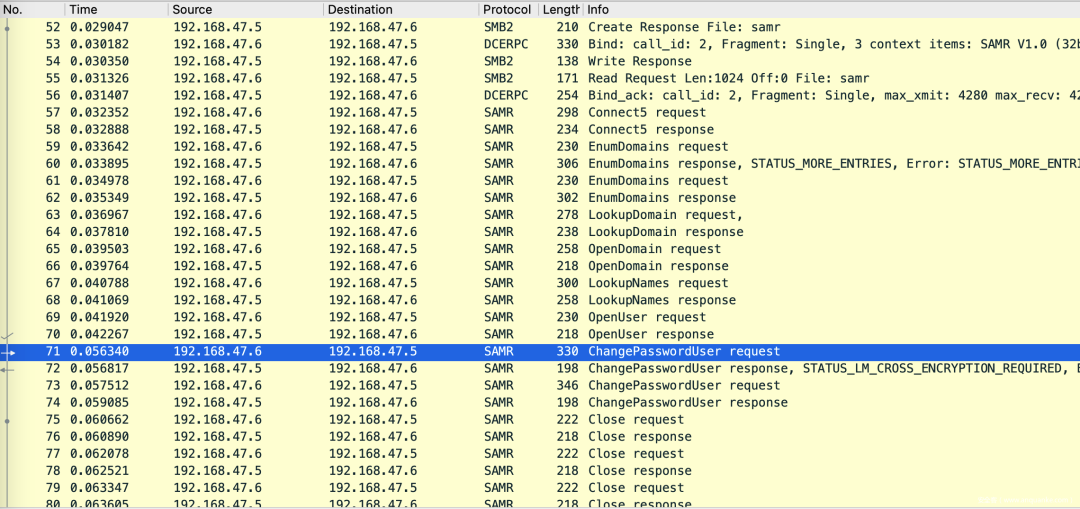 No. Time Source Destination Protocol Length Info
52 0.029047 192.168.47.5 192.168.47.6 SMB2 210 Create Response File: samr
53 0.030182 192.168.47.6 192.168.47.5 DCERPC 330 Bind: call_id: 2, Fragment: Single, 3 context items: SAMR V1.0 (32b
54 0.030350 192.168.47.5 192.168.47.6 SMB2 138 Write Response
55 0.031326 192.168.47.6 192.168.47.5 SMB2 171 Read Request Len:1024 Off:0 File: samr
56 0.031407 192.168.47.5 192.168.47.6 DCERPC 254 Bind_ack: call_id: 2, Fragment: Single, max_xmit: 4280 max_recv: 42
57 0.032352 192.168.47.6 192.168.47.5 SAMR 298 Connect5 request
58 0.032888 192.168.47.5 192.168.47.6 SAMR 234 Connect5 response
59 0.033642 192.168.47.6 192.168.47.5 SAMR 230 EnumDomains request
60 0.033895 192.168.47.5 192.168.47.6 SAMR 306 EnumDomains response, STATUS_MORE_ENTRIES, Error: STATUS_MORE_ENTRI
61 0.034978 192.168.47.6 192.168.47.5 SAMR 230 EnumDomains request
62 0.035349 192.168.47.5 192.168.47.6 SAMR 302 EnumDomains response
63 0.036967 192.168.47.6 192.168.47.5 SAMR 278 LookupDomain request,
64 0.037810 192.168.47.5 192.168.47.6 SAMR 238 LookupDomain response
65 0.039503 192.168.47.6 192.168.47.5 SAMR 258 OpenDomain request
66 0.039764 192.168.47.5 192.168.47.6 SAMR 218 OpenDomain response
67 0.040788 192.168.47.6 192.168.47.5 SAMR 300 LookupNames request
68 0.041069 192.168.47.5 192.168.47.6 SAMR 258 LookupNames response
69 0.041920 192.168.47.6 192.168.47.5 SAMR 230 OpenUser request
70 0.042267 192.168.47.5 192.168.47.6 SAMR 218 OpenUser response
71 0.056340 192.168.47.6 192.168.47.5 SAMR 330 ChangePasswordUser request
72 0.056817 192.168.47.5 192.168.47.6 SAMR 198 ChangePasswordUser response, STATUS_LM_CROSS_ENCRYPTION_REQUIRED, E
73 0.057512 192.168.47.6 192.168.47.5 SAMR 346 ChangePasswordUser request
74 0.059085 192.168.47.5 192.168.47.6 SAMR 198 ChangePasswordUser response
75 0.060662 192.168.47.6 192.168.47.5 SAMR 222 Close request
76 0.060890 192.168.47.5 192.168.47.6 SAMR 218 Close response
77 0.062078 192.168.47.6 192.168.47.5 SAMR 222 Close request
78 0.062521 192.168.47.5 192.168.47.6 SAMR 218 Close response
79 0.063347 192.168.47.6 192.168.47.5 SAMR 222 Close request
80 0.063605 192.168.47.5 192.168.47.6 SAMR 218 Close response